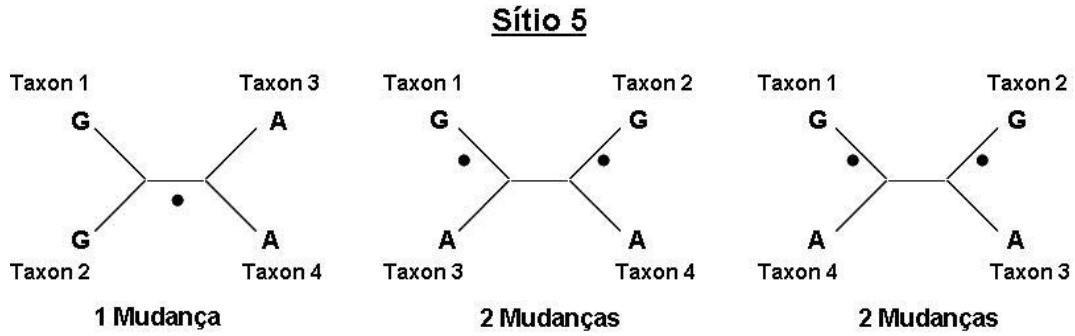 Sítio 5
Taxon 1 Taxon 3 Taxon 1 Taxon 2 Taxon 1 Taxon 2
G A G G G G
G A A A A A
Taxon 2 Taxon 4 Taxon 3 Taxon 4 Taxon 4 Taxon 3
1 Mudança 2 Mudanças 2 Mudanças